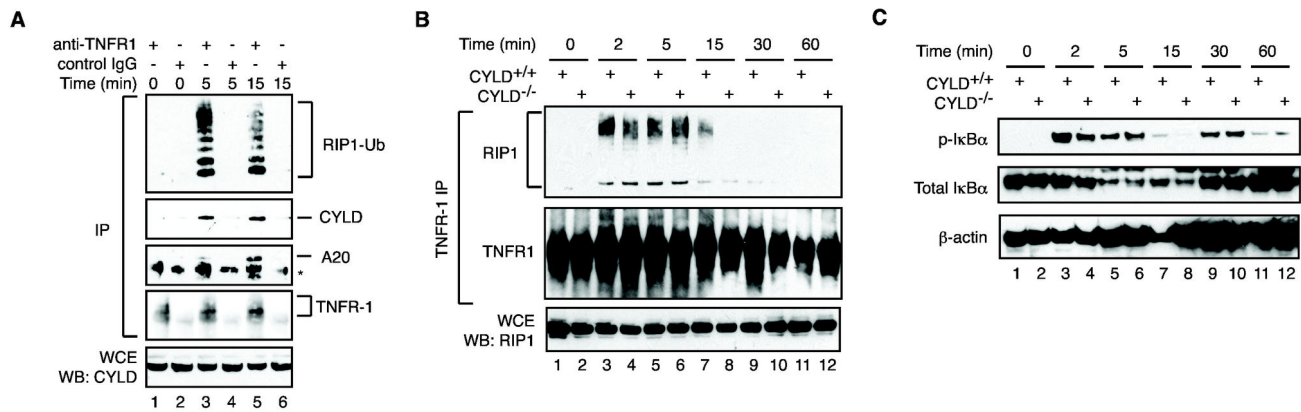 A
anti-TNFR1 + - + - + -
control IgG - + - + - +
Time (min) 0 0 5 5 15 15
RIP1-Ub
CYLD
IP
A20
*
TNFR-1
WCE
WB: CYLD
1 2 3 4 5 6
B
Time (min) 0 2 5 15 30 60
CYLD+/+ + + + + + +
CYLD-/- + + + + + +
RIP1
TNFR-1 IP
TNFR1
WCE
WB: RIP1
1 2 3 4 5 6 7 8 9 10 11 12
C
Time (min) 0 2 5 15 30 60
CYLD+/+ + + + + + +
CYLD-/- + + + + + +
p-IκBα
Total IκBα
β-actin
1 2 3 4 5 6 7 8 9 10 11 12